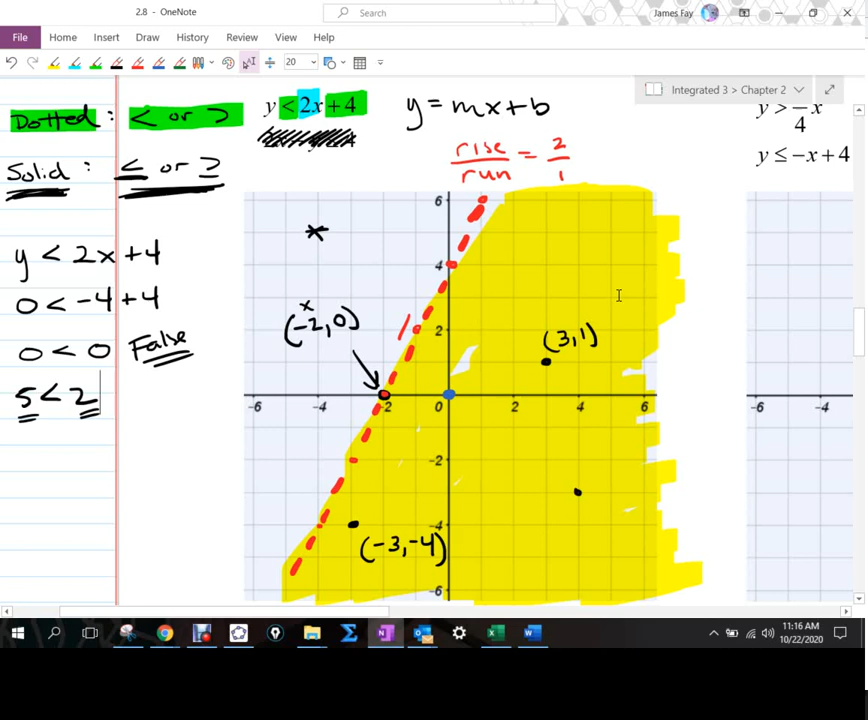 2.8 - OneNote
Search
James Fay
File Home Insert Draw History Review View Help
20
Integrated 3 > Chapter 2
Dotted : < or >
y < 2x + 4
y = mx + b
y > — x
4
Solid : ≤ or ≥
rise/run = 2/1
y ≤ -x + 4
y < 2x + 4
0 < -4 + 4
0 < 0 False
5 < 2
x
(-2, 0)
(3, 1)
(-3, -4)
6
4
2
-6 -4 -2 0 2 4 6
-2
-4
-6
-6 -4
11:16 AM
10/22/2020